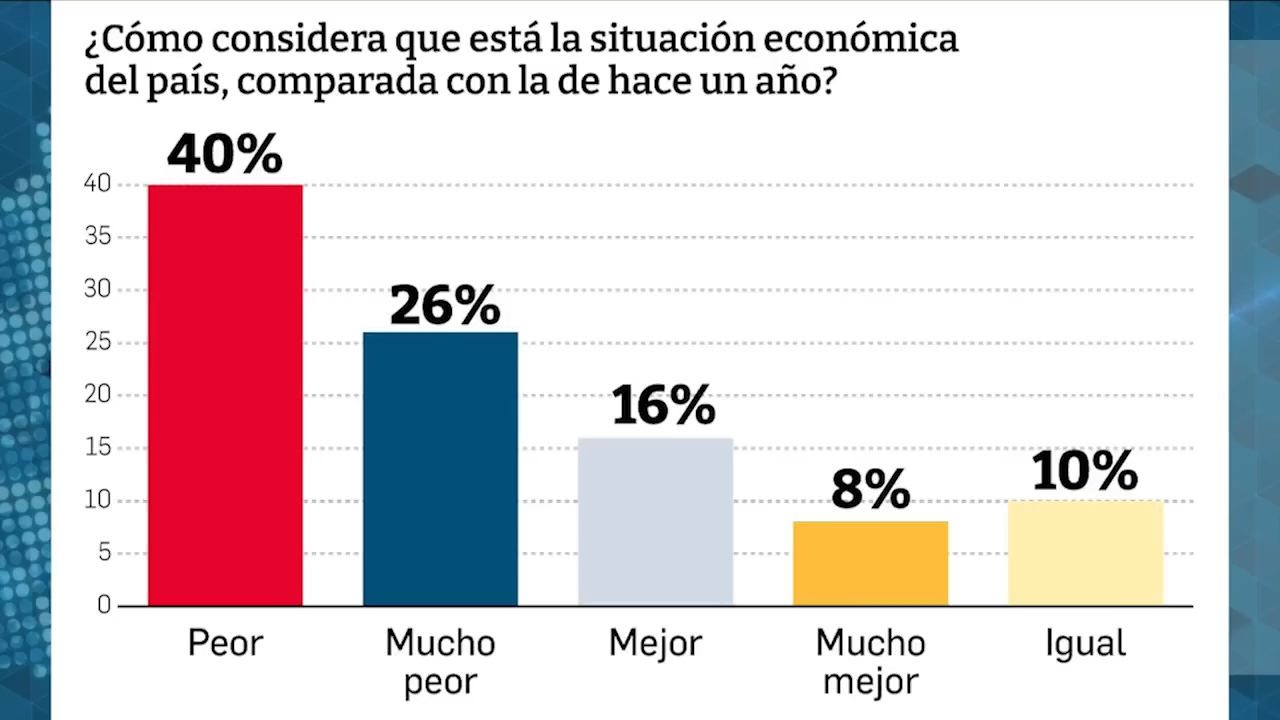 ¿Cómo considera que está la situación económica
del país, comparada con la de hace un año?
40%
26%
16%
8%
10%
40
35
30
25
20
15
10
5
0
Peor
Mucho
peor
Mejor
Mucho
mejor
Igual